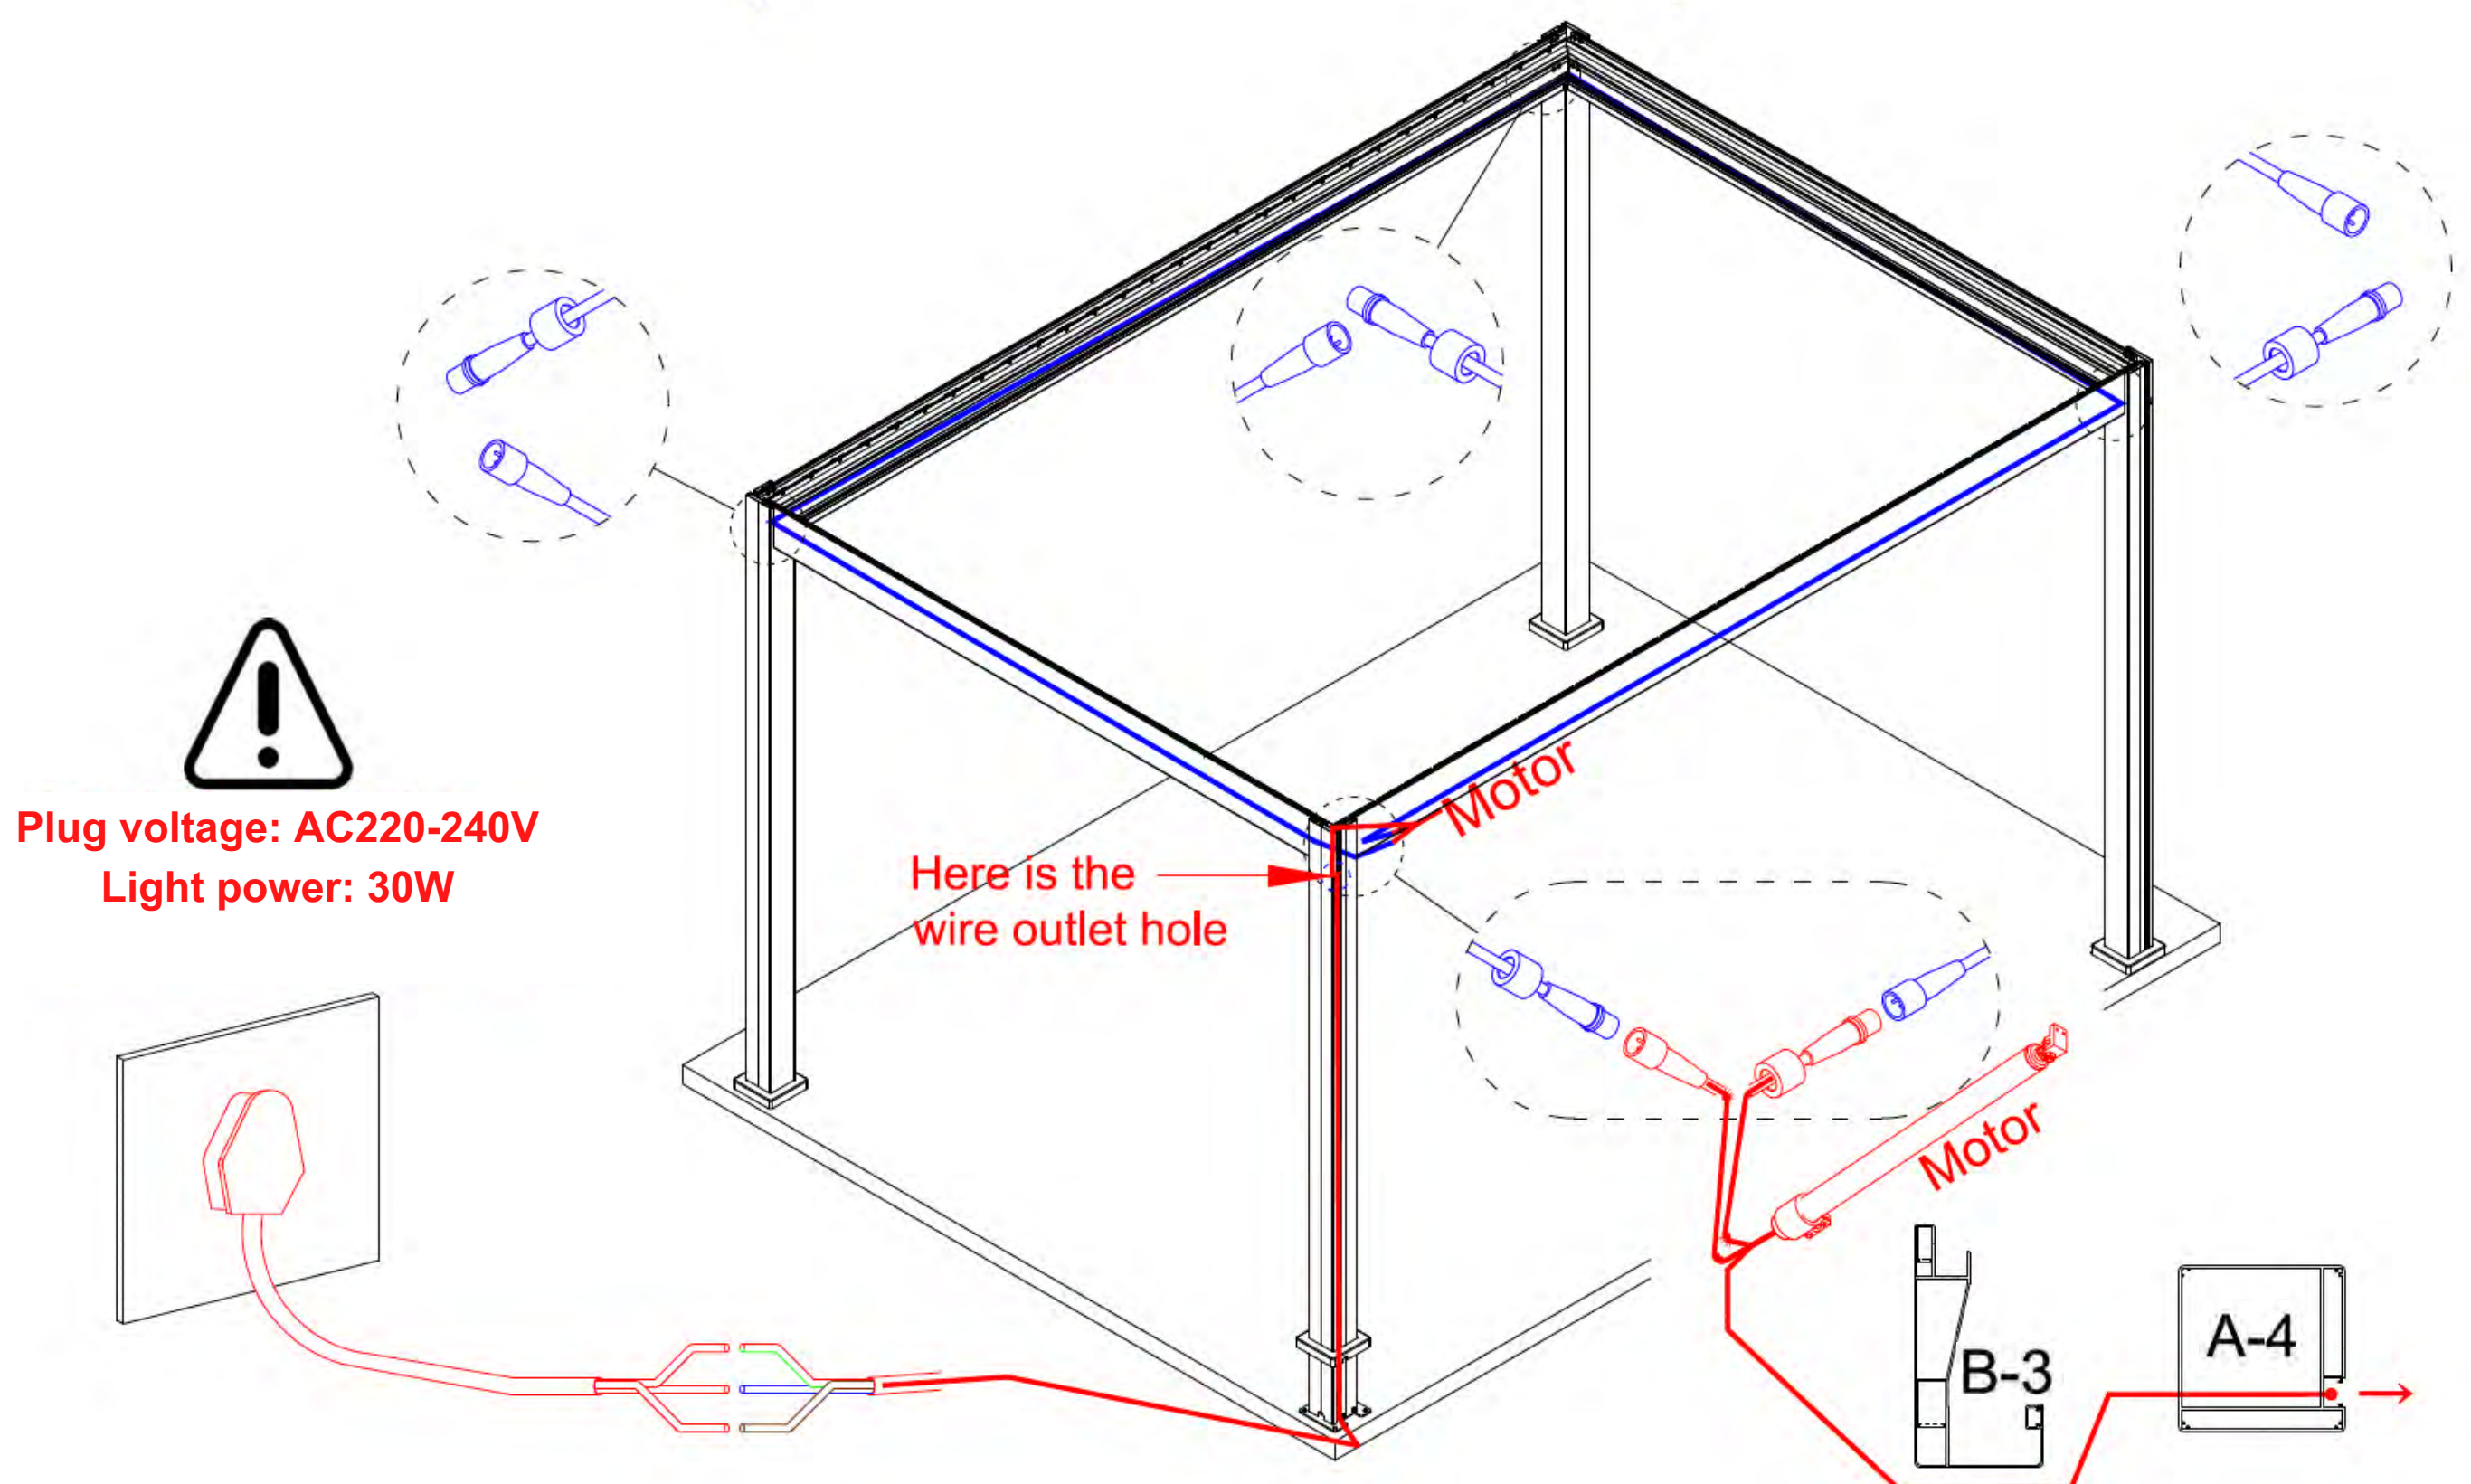 Motor
Plug voltage: AC220-240V
Light power: 30W
Here is the
wire outlet hole
Motor
B-3
A-4